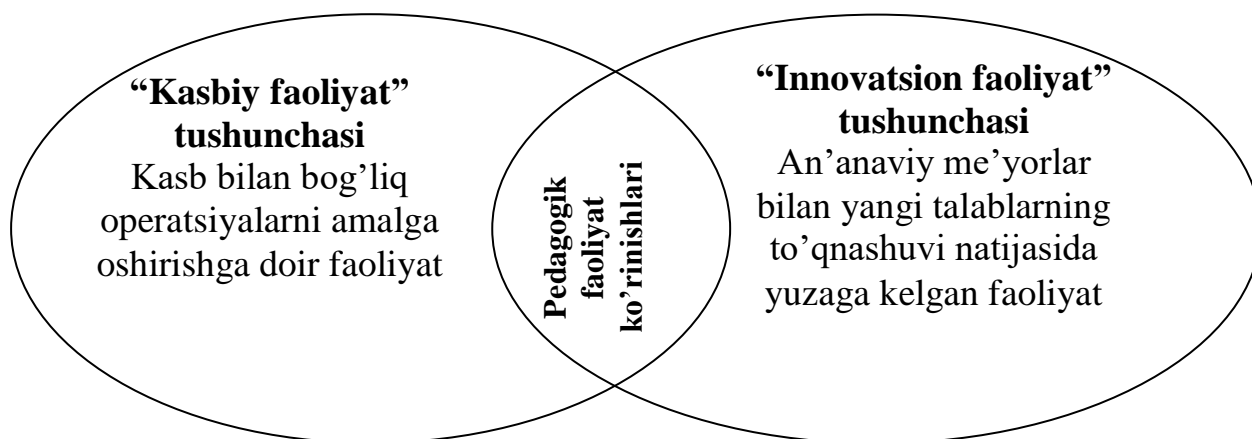 “Kasbiy faoliyat”
tushunchasi
Kasb bilan bog’liq
operatsiyalarni amalga
oshirishga doir faoliyat
Pedagogik
faoliyat
ko’rinishlari
“Innovatsion faoliyat”
tushunchasi
An’anaviy me’yorlar
bilan yangi talablarning
to’qnashuvi natijasida
yuzaga kelgan faoliyat